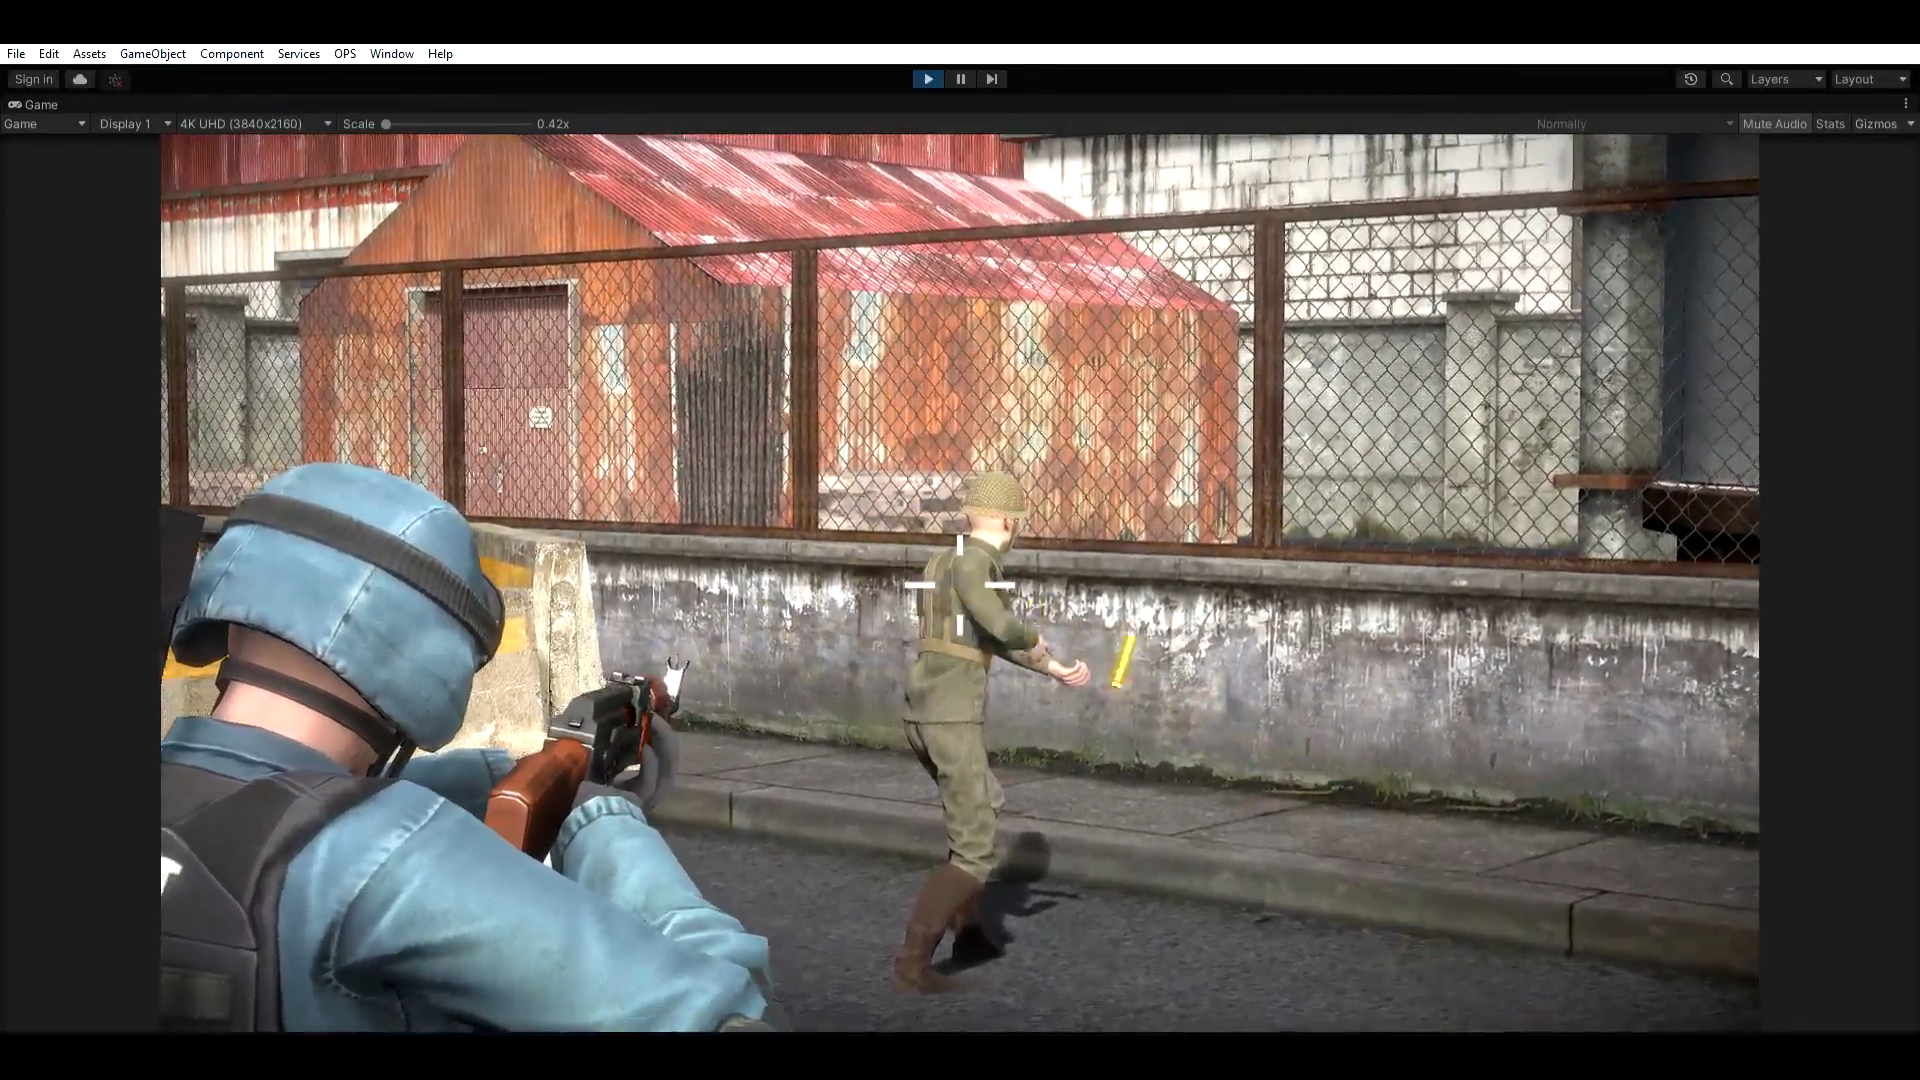 File Edit Assets GameObject Component Services OPS Window Help
Sign in Layers Layout
Game
Game Display 1 4K UHD (3840x2160) Scale 0.42x Normally Mute Audio Stats Gizmos